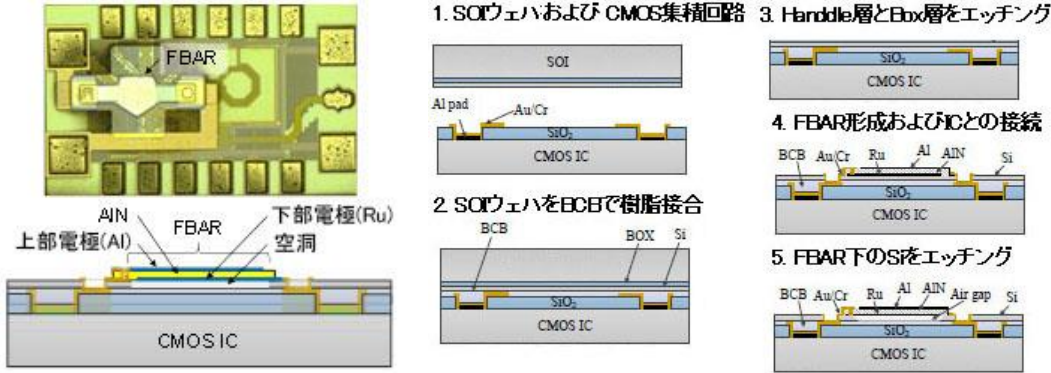 FBAR
AlN
FBAR
下部電極(Ru)
上部電極(Al)
空洞
CMOS IC
1. SOIウェハおよび CMOS集積回路
SOI
Al pad
Au/Cr
SiO2
CMOS IC
2. SOIウェハをBCBで樹脂接合
BCB
BOX
Si
SiO2
CMOS IC
3. Handdle層とBox層をエッチング
SiO2
CMOS IC
4. FBAR形成およびICとの接続
BCB Au/Cr Ru Al AlN Si
SiO2
CMOS IC
5. FBAR下のSiをエッチング
BCB Au/Cr Ru Al AlN Air gap Si
SiO2
CMOS IC